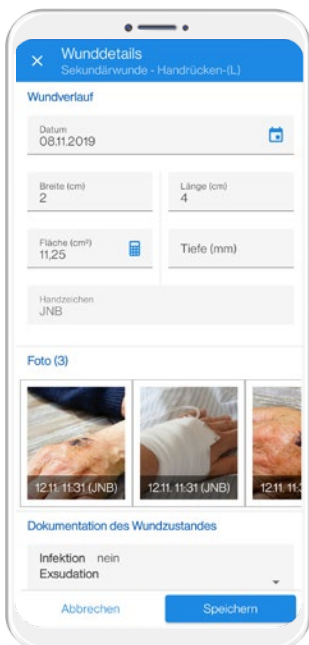 Wunddetails
Sekundärwunde - Handrücken-(L)
Wundverlauf
Datum
08.11.2019
Breite (cm)
2
Länge (cm)
4
Fläche (cm²)
11,25
Tiefe (mm)
Handzeichen
JNB
Foto (3)
12.11. 11:31 (JNB)
12.11. 11:31 (JNB)
12.11. 11:3
Dokumentation des Wundzustandes
Infektion nein
Exsudation
Abbrechen
Speichern